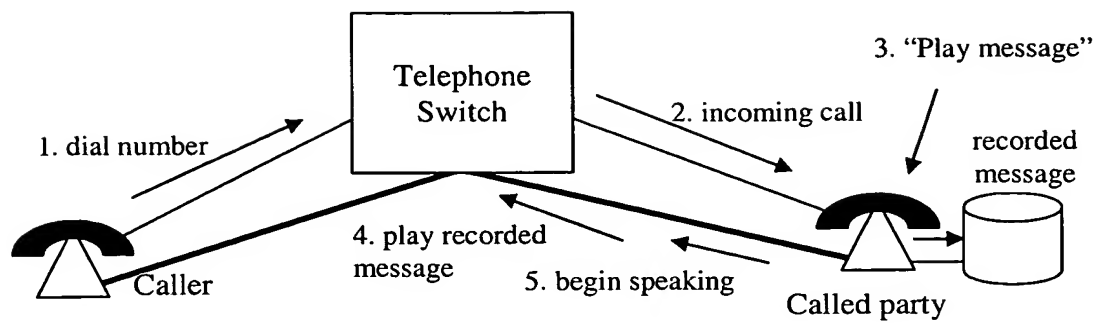 3. “Play message”
Telephone
Switch
2. incoming call
1. dial number
recorded
message
4. play recorded
message
5. begin speaking
Caller
Called party